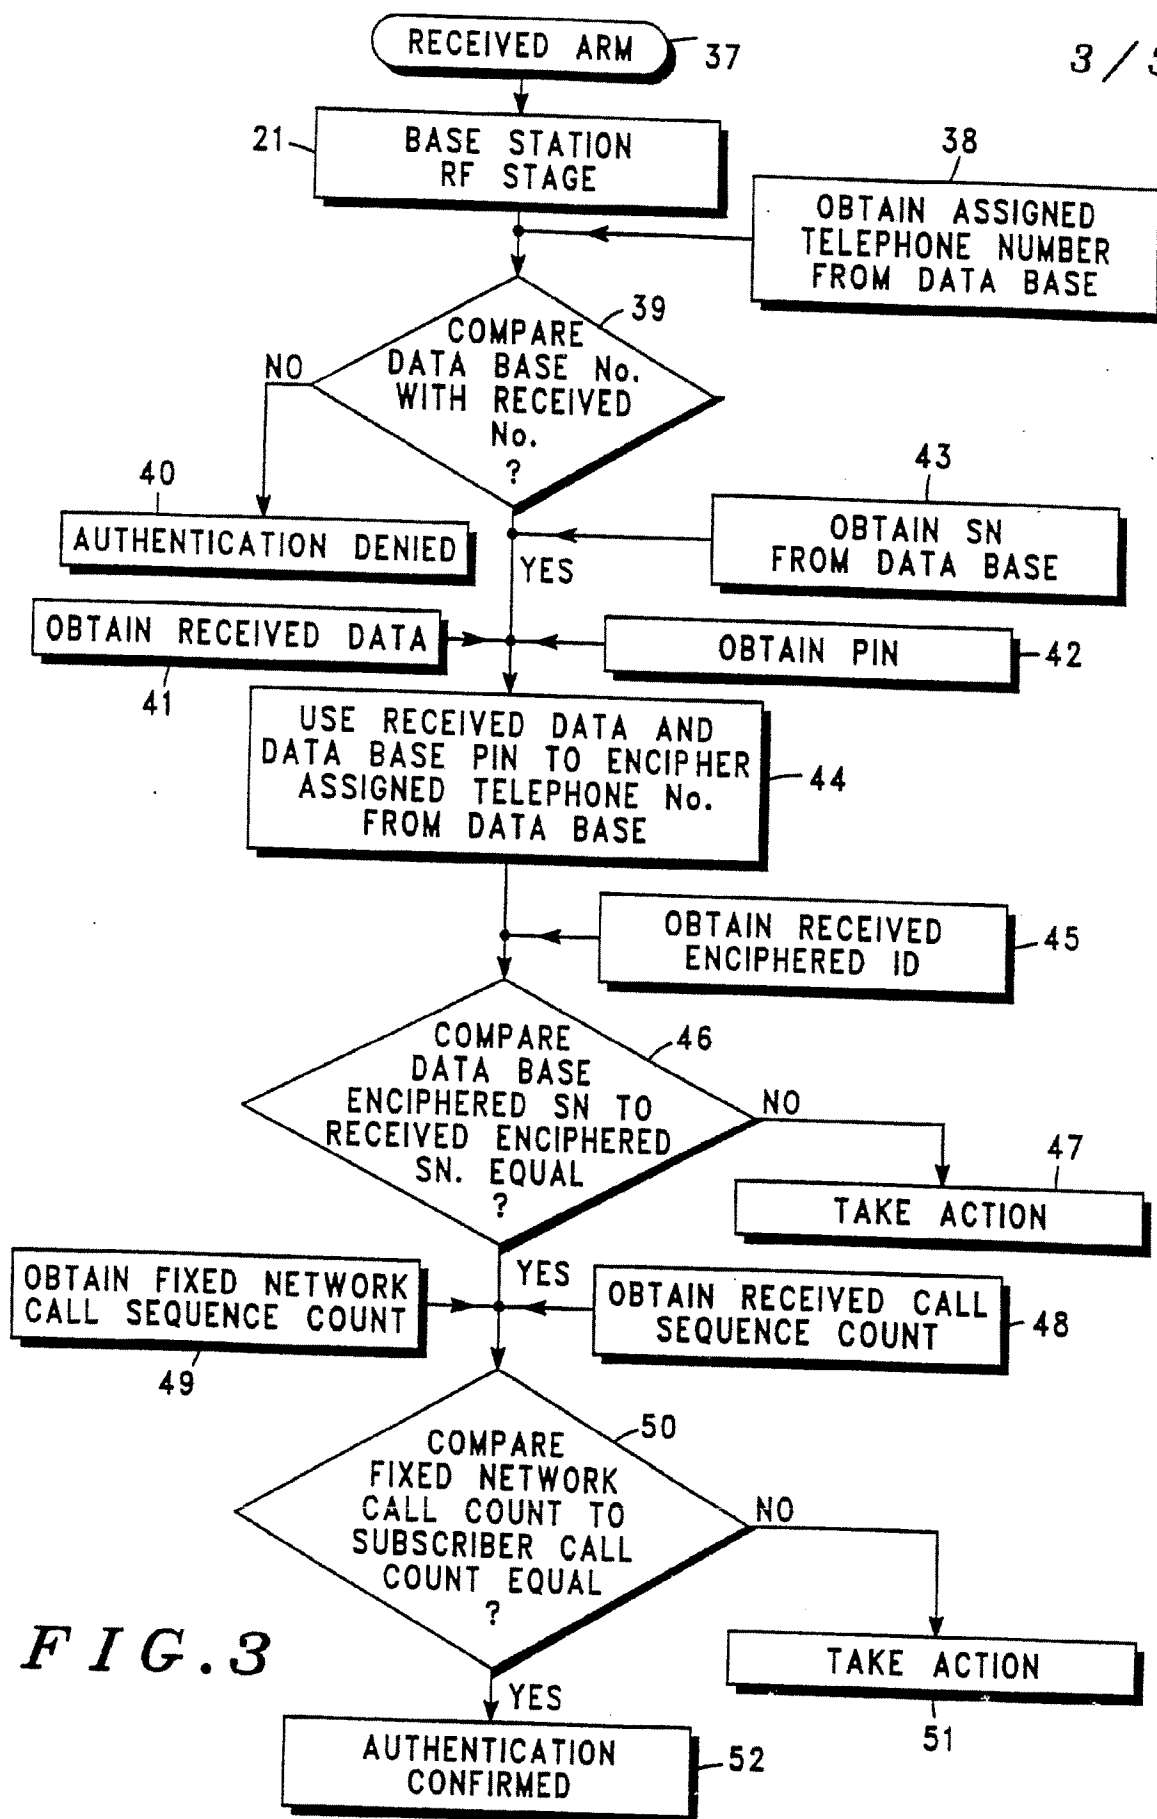 RECEIVED ARM
37
3/3
BASE STATION
RF STAGE
21
38
OBTAIN ASSIGNED
TELEPHONE NUMBER
FROM DATA BASE
39
COMPARE
DATA BASE No.
WITH RECEIVED
No.
?
NO
40
AUTHENTICATION DENIED
43
OBTAIN SN
FROM DATA BASE
YES
OBTAIN RECEIVED DATA
41
OBTAIN PIN
42
USE RECEIVED DATA AND
DATA BASE PIN TO ENCIPHER
ASSIGNED TELEPHONE No.
FROM DATA BASE
44
OBTAIN RECEIVED
ENCIPHERED ID
45
COMPARE
DATA BASE
ENCIPHERED SN TO
RECEIVED ENCIPHERED
SN. EQUAL
?
46
NO
47
TAKE ACTION
YES
OBTAIN FIXED NETWORK
CALL SEQUENCE COUNT
49
OBTAIN RECEIVED CALL
SEQUENCE COUNT
48
50
COMPARE
FIXED NETWORK
CALL COUNT TO
SUBSCRIBER CALL
COUNT EQUAL
?
NO
TAKE ACTION
51
YES
AUTHENTICATION
CONFIRMED
52
FIG.3